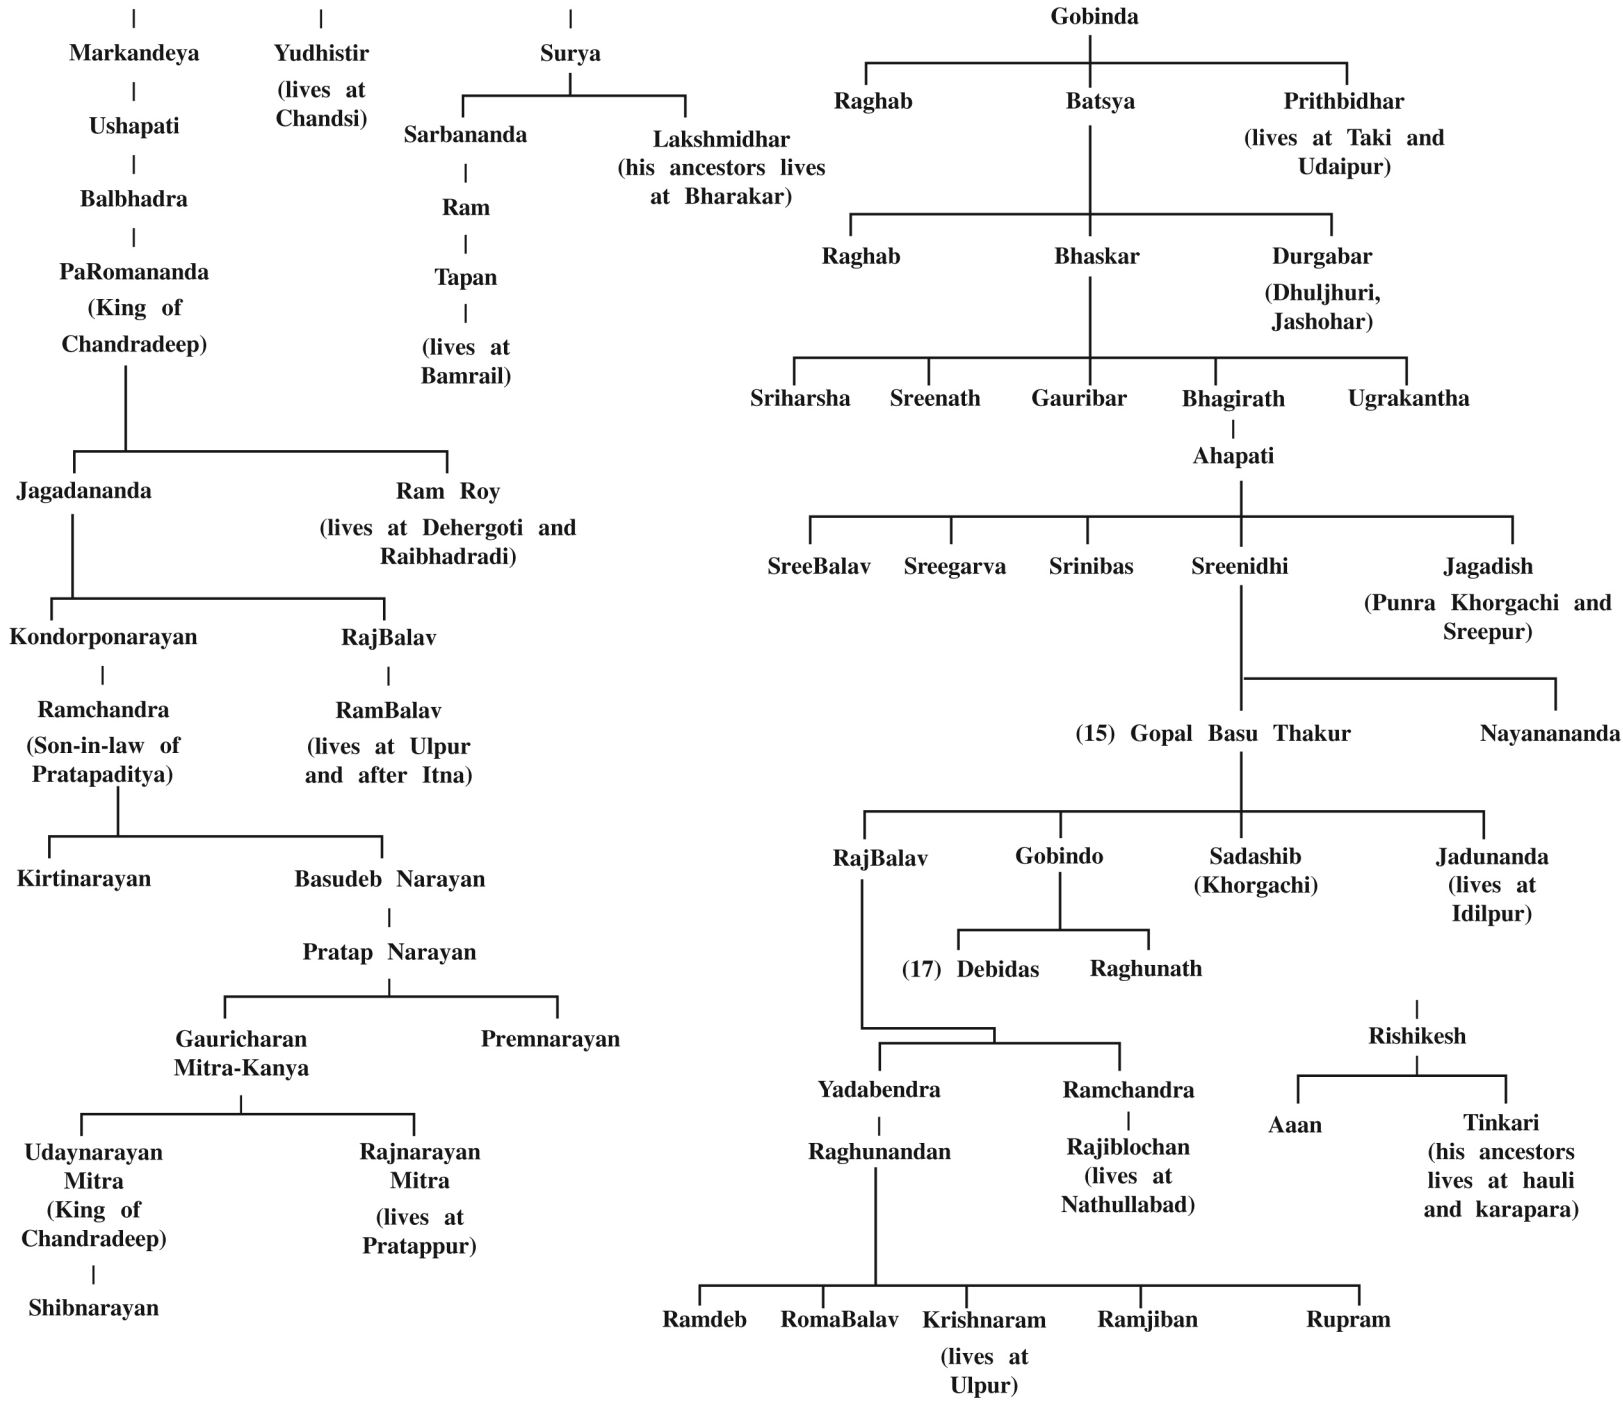 Markandeya
Ushapati
Balbhadra
PaRomananda
(King of
Chandradeep)
Yudhistir
(lives at
Chandsi)
Surya
Sarbananda
Ram
Tapan
(lives at
Bamrail)
Lakshmidhar
(his ancestors lives
at Bharakar)
Jagadananda
Ram Roy
(lives at Dehergoti and
Raibhadradi)
Kondorponarayan
RajBalav
Ramchandra
(Son-in-law of
Pratapaditya)
RamBalav
(lives at Ulpur
and after Itna)
Kirtinarayan
Basudeb Narayan
Pratap Narayan
Gauricharan
Mitra-Kanya
Premnarayan
Udaynarayan
Mitra
(King of
Chandradeep)
Shibnarayan
Rajnarayan
Mitra
(lives at
Pratappur)
Gobinda
Raghab
Batsya
Prithbidhar
(lives at Taki and
Udaipur)
Raghab
Bhaskar
Durgabar
(Dhuljhuri,
Jashohar)
Sriharsha
Sreenath
Gauribar
Bhagirath
Ugrakantha
Ahapati
SreeBalav
Sreegarva
Srinibas
Sreenidhi
Jagadish
(Punra Khorgachi and
Sreepur)
(15) Gopal Basu Thakur
Nayanananda
RajBalav
Gobindo
Sadashib
(Khorgachi)
Jadunanda
(lives at
Idilpur)
(17) Debidas
Raghunath
Yadabendra
Ramchandra
Raghunandan
Rajiblochan
(lives at
Nathullabad)
Rishikesh
Aaan
Tinkari
(his ancestors
lives at hauli
and karapara)
Ramdeb
RomaBalav
Krishnaram
(lives at
Ulpur)
Ramjiban
Rupram